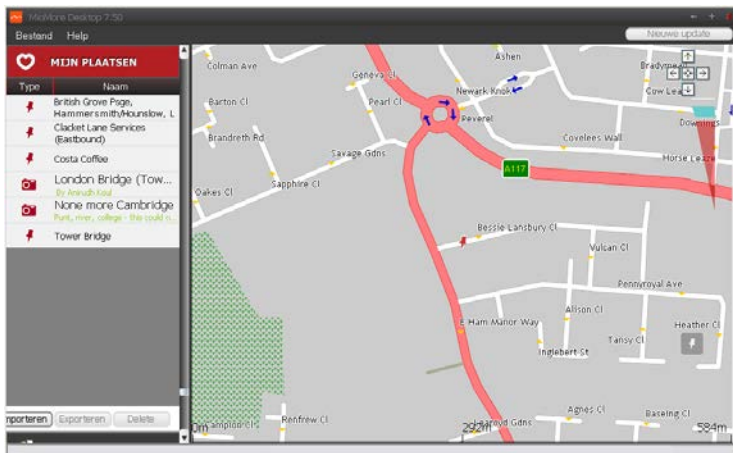 MioMore Desktop 7.50
Bestand Help
Nieuwe update
MIJN PLAATSEN
Type Naam
British Grove Psge,
Hammersmith/Hounslow, L
Clacket Lane Services
(Eastbound)
Costa Coffee
London Bridge (Tow...
By Anirudh Koul
None more Cambridge
Punt, river, college - this could n...
Tower Bridge
mporteren Exporteren Delete
Colman Ave
Geneva Cl
Ashen
Bradymead
Newark Knok
Cow Lea
Barton Cl
Pearl Cl
Peverel
Downings
Brandreth Rd
Covelees Wall
Savage Gdns
Horse Leaze
A117
Sapphire Cl
Oakes Cl
Bessie Lansbury Cl
Vulcan Cl
Pennyroyal Ave
Allison Cl
E Ham Manor Way
Heather Cl
Tansy Cl
Inglebert St
Agnes Cl
Baseing Cl
Campion Cl
Renfrew Cl
0m
292m
584m